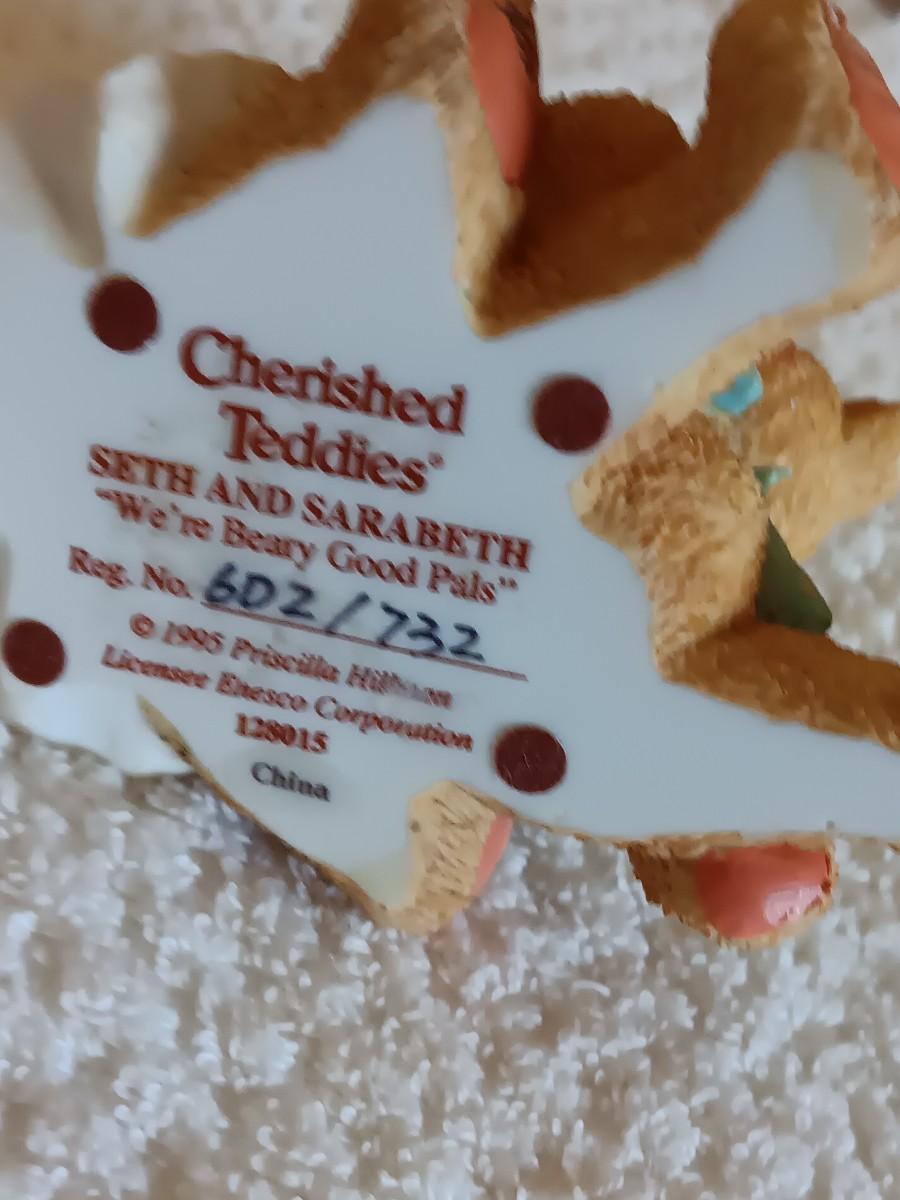 Cherished
Teddies®
SETH AND SARABETH
"We're Beary Good Pals"
Reg. No. 6D2/732
© 1995 Priscilla Hillman
Licensee Enesco Corporation
128015
China